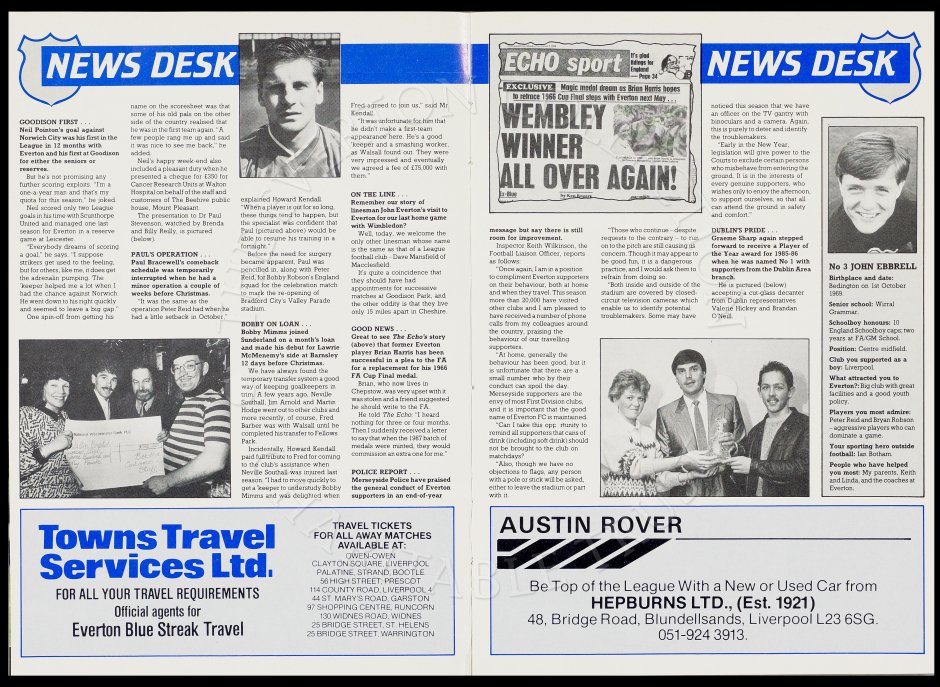 NEWS DESK
GOODISON FIRST . . .
Neil Pointon's goal against
Norwich City was his first in the
League in 12 months with
Everton and his first at Goodison
for either the seniors or
reserves.
But he's not promising any
further scoring exploits. "I'm a
one-a-year man and that's my
quota for this season," he joked.
Neil scored only two League
goals in his time with Scunthorpe
United and managed one last
season for Everton in a reserve
game at Leicester.
"Everybody dreams of scoring
a goal," he says. "I suppose
strikers get used to the feeling,
but for others, like me, it does get
the adrenalin pumping. The
'keeper helped me a lot when I
had the chance against Norwich.
He went down to his right quickly
and seemed to leave a big gap."
One spin-off from getting his
name on the scoresheet was that
some of his old pals on the other
side of the country realised that
he was in the first team again. "A
few people rang me up and said
it was nice to see me back," he
added.
Neil's happy week-end also
included a pleasant duty when he
presented a cheque for £350 for
Cancer Research Units at Walton
Hospital on behalf of the staff and
customers of The Beehive public
house, Mount Pleasant.
The presentation to Dr Paul
Stevenson, watched by Brenda
and Billy Reilly, is pictured
(below).
PAUL'S OPERATION . . .
Paul Bracewell's comeback
schedule was temporarily
interrupted when he had a
minor operation a couple of
weeks before Christmas.
"It was the same as the
operation Peter Reid had when he
had a little setback in October,"
explained Howard Kendall.
"When a player is out for so long,
these things tend to happen, but
the specialist was confident that
Paul (pictured above) would be
able to resume his training in a
fortnight."
Before the need for surgery
became apparent, Paul was
pencilled in, along with Peter
Reid, for Bobby Robson's England
squad for the celebration match
to mark the re-opening of
Bradford City's Valley Parade
stadium.
BOBBY ON LOAN . . .
Bobby Mimms joined
Sunderland on a month's loan
and made his debut for Lawrie
McMenemy's side at Barnsley
12 days before Christmas.
We have always found the
temporary transfer system a good
way of keeping goalkeepers in
trim. A few years ago, Neville
Southall, Jim Arnold and Martin
Hodge went out to other clubs and
more recently, of course, Fred
Barber was with Walsall until he
completed his transfer to Fellows
Park.
Incidentally, Howard Kendall
paid full tribute to Fred for coming
to the club's assistance when
Neville Southall was injured last
season. "I had to move quickly to
get a 'keeper to understudy Bobby
Mimms and was delighted when
Fred agreed to join us," said Mr
Kendall.
"It was unfortunate for him that
he didn't make a first-team
appearance here. He's a good
'keeper and a smashing worker,
as Walsall found out. They were
very impressed and eventually
we agreed a fee of £75,000 with
them."
ON THE LINE . . .
Remember our story of
linesman John Everton's visit to
Everton for our last home game
with Wimbledon?
Well, today, we welcome the
only other linesman whose name
is the same as that of a League
football club - Dave Mansfield of
Macclesfield.
It's quite a coincidence that
they should have had
appointments for successive
matches at Goodison Park, and
the other oddity is that they live
only 15 miles apart in Cheshire.
GOOD NEWS . . .
Great to see The Echo's story
(above) that former Everton
player Brian Harris has been
successful in a plea to the FA
for a replacement for his 1966
FA Cup Final medal.
Brian, who now lives in
Chepstow, was very upset with it
was stolen and a friend suggested
he should write to the FA.
He told The Echo: "I heard
nothing for three or four months.
Then I suddenly received a letter
to say that when the 1987 batch of
medals were minted, they would
commission an extra one for me."
POLICE REPORT . . .
Merseyside Police have praised
the general conduct of Everton
supporters in an end-of-year
Towns Travel
Services Ltd.
FOR ALL YOUR TRAVEL REQUIREMENTS
Official agents for
Everton Blue Streak Travel
TRAVEL TICKETS
FOR ALL AWAY MATCHES
AVAILABLE AT:
OWEN-OWEN
CLAYTON SQUARE, LIVERPOOL
PALATINE, STRAND, BOOTLE
56 HIGH STREET, PRESCOT
114 COUNTY ROAD, LIVERPOOL 4
44 ST. MARY'S ROAD, GARSTON
97 SHOPPING CENTRE, RUNCORN
130 WIDNES ROAD, WIDNES
25 BRIDGE STREET, ST. HELENS
25 BRIDGE STREET, WARRINGTON
ECHO sport
It's glad
tidings for
England
— Page 34
EXCLUSIVE
Magic medal dream as Brian Harris hopes
to retrace 1966 Cup Final steps with Everton next May . . .
WEMBLEY
WINNER
ALL OVER AGAIN!
Ex-Blue
by Ken Rogers
NEWS DESK
message but say there is still
room for improvement.
Inspector Keith Wilkinson, the
Football Liaison Officer, reports
as follows:
"Once again, I am in a position
to compliment Everton supporters
on their behaviour, both at home
and when they travel. This season
more than 20,000 have visited
other clubs and I am pleased to
have received a number of phone
calls from my colleagues around
the country, praising the
behaviour of our travelling
supporters.
"At home, generally the
behaviour has been good, but it
is unfortunate that there are a
small number who by their
conduct can spoil the day.
Merseyside supporters are the
envy of most First Division clubs,
and it is important that the good
name of Everton FC is maintained.
"Can I take this opp rtunity to
remind all supporters that cans of
drink (including soft drink) should
not be brought to the club on
matchdays?
"Also, though we have no
objections to flags, any person
with a pole or stick will be asked,
either to leave the stadium or part
with it.
"Those who continue - despite
requests to the contrary – to run
on to the pitch are still causing us
concern. Though it may appear to
be good fun, it is a dangerous
practice, and I would ask them to
refrain from doing so.
"Both inside and outside of the
stadium are covered by closed-
circuit television cameras which
enable us to identify potential
troublemakers. Some may have
noticed this season that we have
an officer on the TV gantry with
binoculars and a camera. Again,
this is purely to deter and identify
the troublemakers.
"Early in the New Year,
legislation will give power to the
Courts to exclude certain persons
who misbehave from entering the
ground. It is in the interests of
every genuine supporters, who
wishes only to enjoy the afternoon,
to support ourselves, so that all
can attend the ground in safety
and comfort."
DUBLIN'S PRIDE . . .
Graeme Sharp again stepped
forward to receive a Player of
the Year award for 1985-86
when he was named No 1 with
supporters from the Dublin Area
branch.
He is pictured (below)
accepting a cut-glass decanter
from Dublin representatives
Valerie Hickey and Brandan
O'Neill.
No 3 JOHN EBBRELL
Birthplace and date:
Bedington on 1st October
1969.
Senior school: Wirral
Grammar.
Schoolboy honours: 10
England Schoolboy caps; two
years at FA/GM School.
Position: Centre midfield.
Club you supported as a
boy: Liverpool.
What attracted you to
Everton?: Big club with great
facilities and a good youth
policy.
Players you most admire:
Peter Reid and Bryan Robson
– aggressive players who can
dominate a game.
Your sporting hero outside
football: Ian Botham.
People who have helped
you most: My parents, Keith
and Linda, and the coaches at
Everton.
AUSTIN ROVER
Be Top of the League With a New or Used Car from
HEPBURNS LTD., (Est. 1921)
48, Bridge Road, Blundellsands, Liverpool L23 6SG.
051-924 3913.